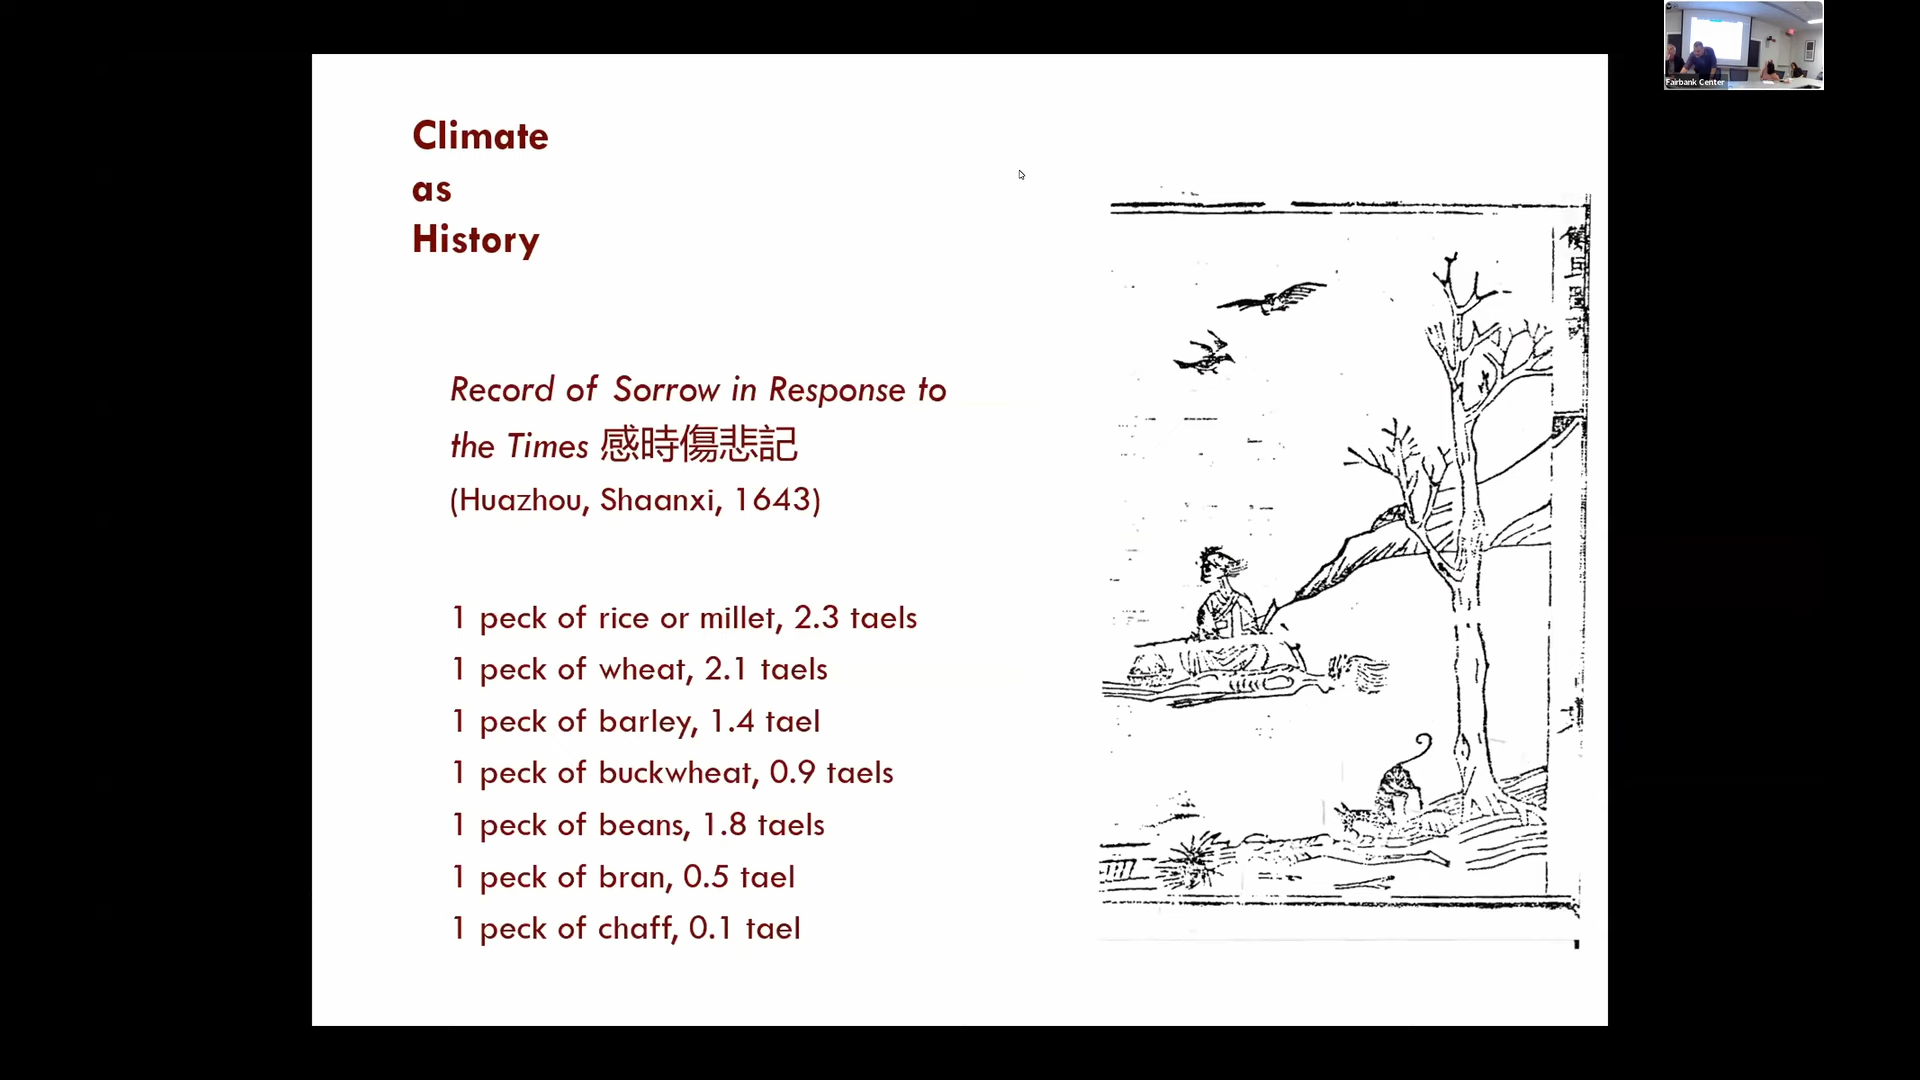 Climate
as
History
Record of Sorrow in Response to
the Times 感時傷悲記
(Huazhou, Shaanxi, 1643)
1 peck of rice or millet, 2.3 taels
1 peck of wheat, 2.1 taels
1 peck of barley, 1.4 tael
1 peck of buckwheat, 0.9 taels
1 peck of beans, 1.8 taels
1 peck of bran, 0.5 tael
1 peck of chaff, 0.1 tael
Fairbank Center